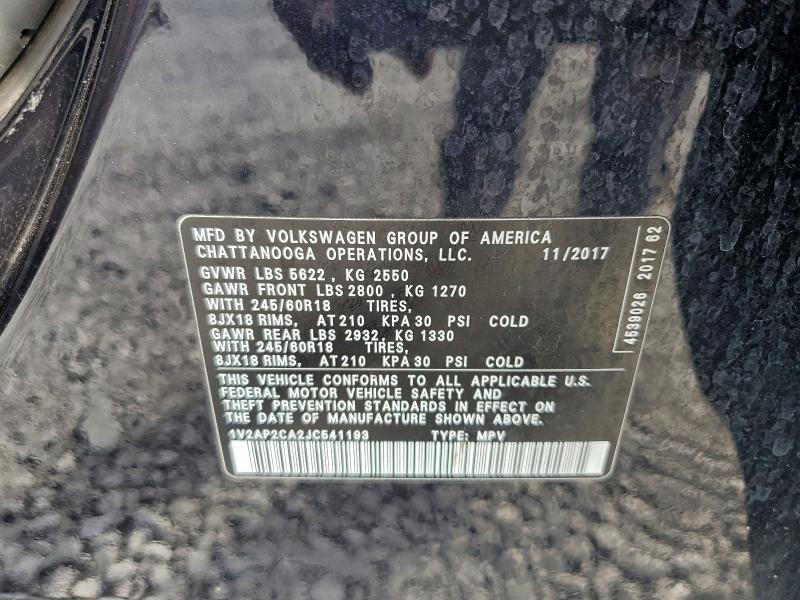 MFD BY VOLKSWAGEN GROUP OF AMERICA
CHATTANOOGA OPERATIONS, LLC. 11/2017
GVWR LBS 5622 , KG 2550
GAWR FRONT LBS 2800 , KG 1270
WITH 245/60R18 TIRES,
8JX18 RIMS, AT 210 KPA 30 PSI COLD
GAWR REAR LBS 2932, KG 1330
WITH 245/60R18 TIRES,
8JX18 RIMS, AT 210 KPA 30 PSI COLD
THIS VEHICLE CONFORMS TO ALL APPLICABLE U.S.
FEDERAL MOTOR VEHICLE SAFETY AND
THEFT PREVENTION STANDARDS IN EFFECT ON
THE DATE OF MANUFACTURE SHOWN ABOVE.
1V2AP2CA2JC541193 TYPE: MPV
4539026 2017 62